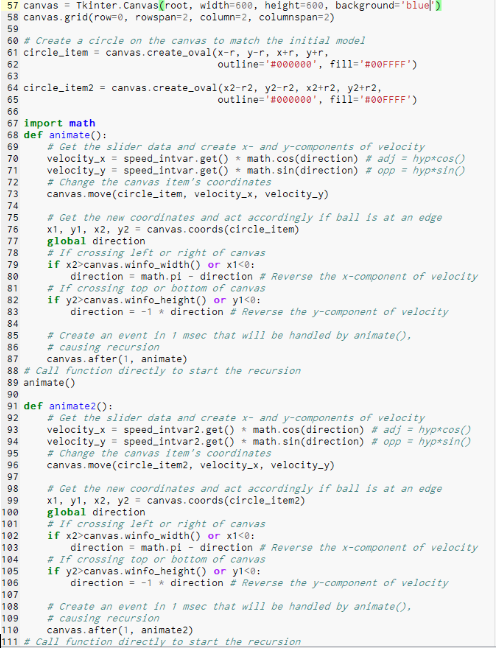 57 canvas = Tkinter.Canvas(root, width=600, height=600, background='blue')
58 canvas.grid(row=0, rowspan=2, column=2, columnspan=2)
59
60 # Create a circle on the canvas to match the initial model
61 circle_item = canvas.create_oval(x-r, y-r, x+r, y+r,
62                             outline='#000000', fill='#00FFFF')
63
64 circle_item2 = canvas.create_oval(x2-r2, y2-r2, x2+r2, y2+r2,
65                             outline='#000000', fill='#00FFFF')
66
67 import math
68 def animate():
69     # Get the slider data and create x- and y-components of velocity
70     velocity_x = speed_intvar.get() * math.cos(direction) # adj = hyp*cos()
71     velocity_y = speed_intvar.get() * math.sin(direction) # opp = hyp*sin()
72     # Change the canvas item's coordinates
73     canvas.move(circle_item, velocity_x, velocity_y)
74
75     # Get the new coordinates and act accordingly if ball is at an edge
76     x1, y1, x2, y2 = canvas.coords(circle_item)
77     global direction
78     # If crossing left or right of canvas
79     if x2>canvas.winfo_width() or x1<0:
80         direction = math.pi - direction # Reverse the x-component of velocity
81     # If crossing top or bottom of canvas
82     if y2>canvas.winfo_height() or y1<0:
83         direction = -1 * direction # Reverse the y-component of velocity
84
85     # Create an event in 1 msec that will be handled by animate(),
86     # causing recursion
87     canvas.after(1, animate)
88 # Call function directly to start the recursion
89 animate()
90
91 def animate2():
92     # Get the slider data and create x- and y-components of velocity
93     velocity_x = speed_intvar2.get() * math.cos(direction) # adj = hyp*cos()
94     velocity_y = speed_intvar2.get() * math.sin(direction) # opp = hyp*sin()
95     # Change the canvas item's coordinates
96     canvas.move(circle_item2, velocity_x, velocity_y)
97
98     # Get the new coordinates and act accordingly if ball is at an edge
99     x1, y1, x2, y2 = canvas.coords(circle_item2)
100     global direction
101     # If crossing left or right of canvas
102     if x2>canvas.winfo_width() or x1<0:
103         direction = math.pi - direction # Reverse the x-component of velocity
104     # If crossing top or bottom of canvas
105     if y2>canvas.winfo_height() or y1<0:
106         direction = -1 * direction # Reverse the y-component of velocity
107
108     # Create an event in 1 msec that will be handled by animate(),
109     # causing recursion
110     canvas.after(1, animate2)
111 # Call function directly to start the recursion